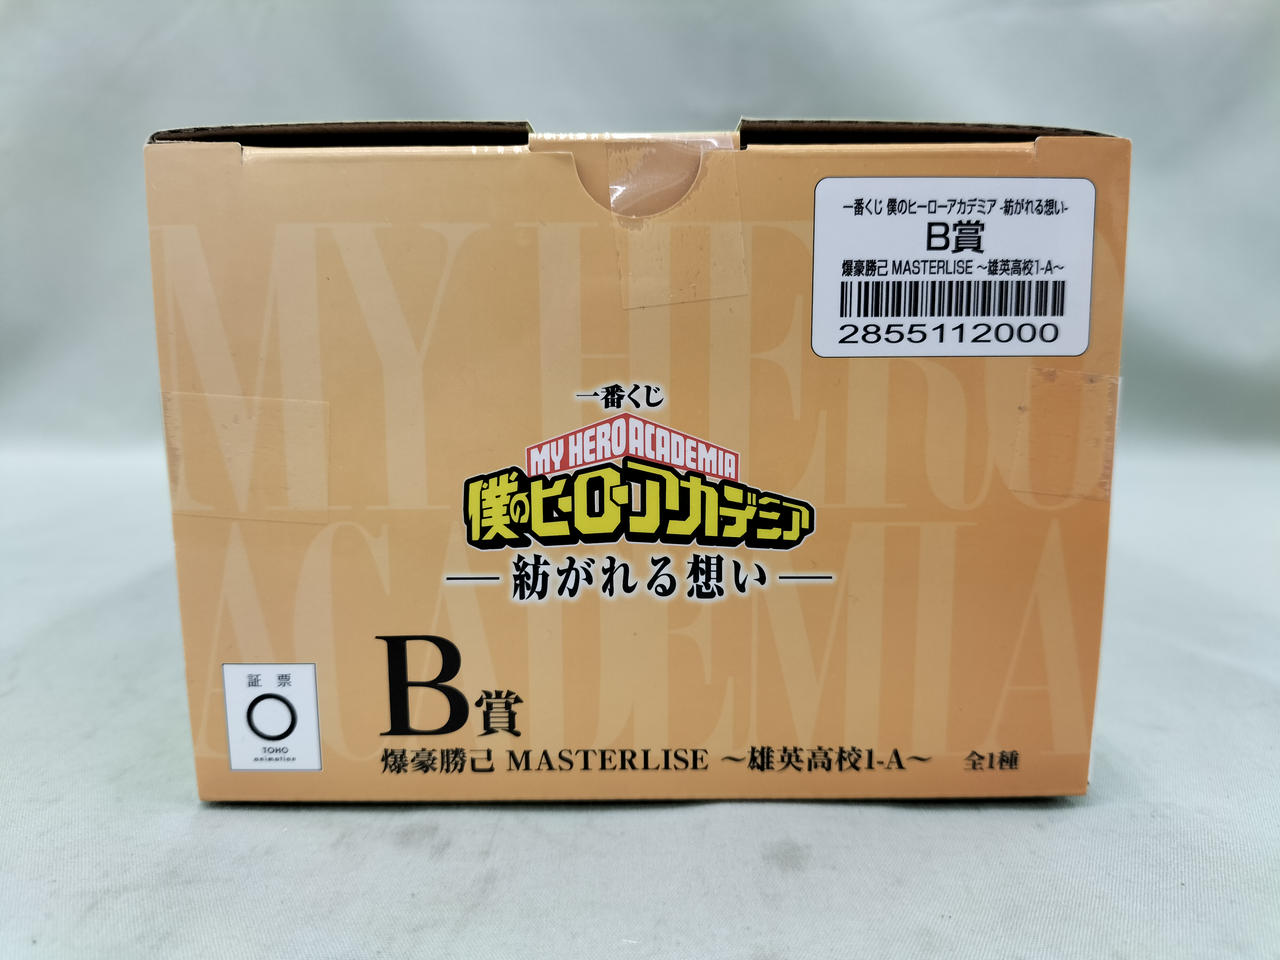 一番くじ 僕のヒーローアカデミア -紡がれる想い-
B賞
爆豪勝己 MASTERLISE ～雄英高校1-A～
2855112000
MY HERO
ACADEMIA
一番くじ
MY HERO ACADEMIA
僕のヒーローアカデミア
―紡がれる想い―
証票
TOHO
animation
B賞
爆豪勝己 MASTERLISE ～雄英高校1-A～ 全1種